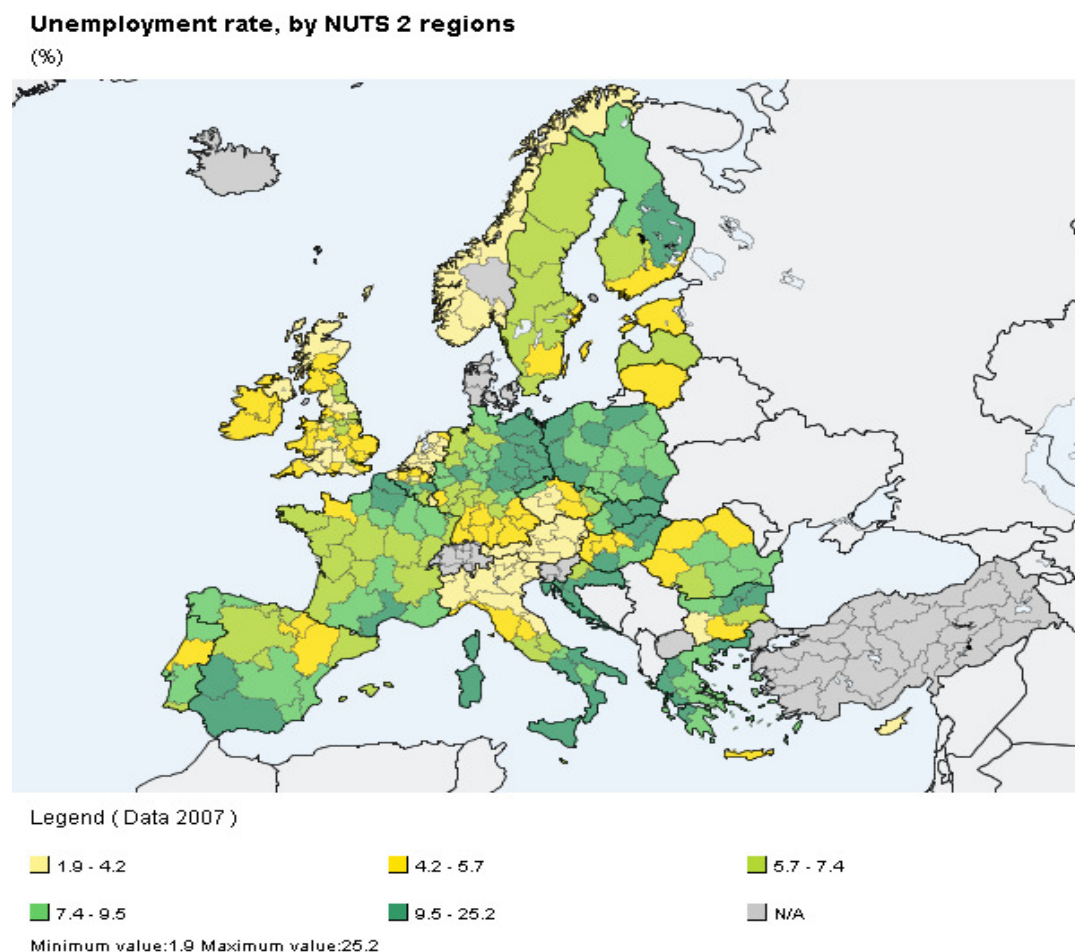 Unemployment rate, by NUTS 2 regions
(%)
Legend ( Data 2007 )
1.9 - 4.2
4.2 - 5.7
5.7 - 7.4
7.4 - 9.5
9.5 - 25.2
N/A
Minimum value:1.9 Maximum value:25.2